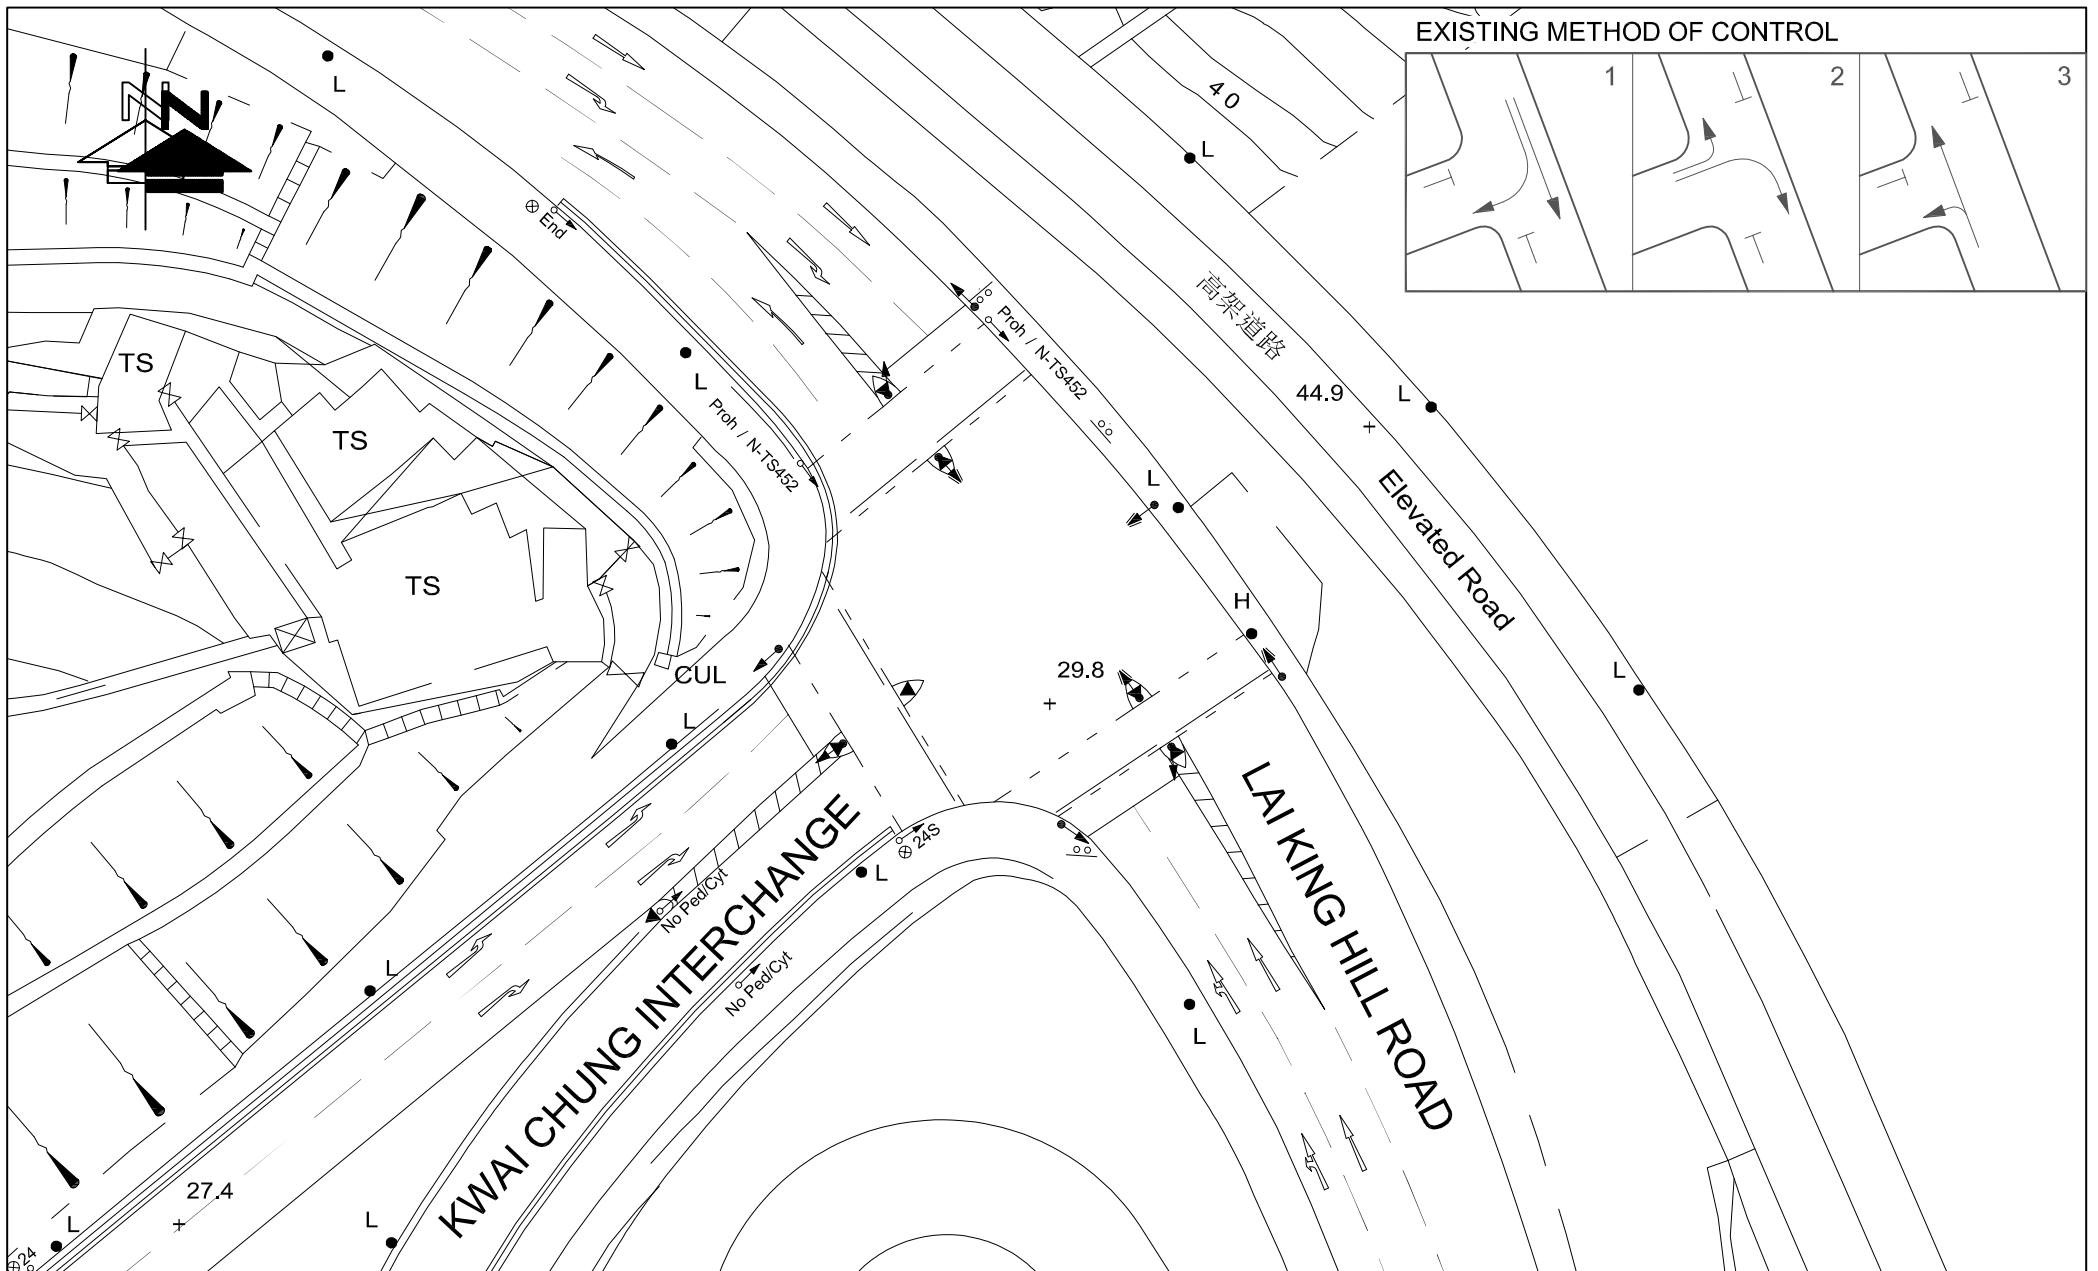 EXISTING METHOD OF CONTROL
1
2
3
L
N
N
40
L
End
高架道路
Proh / N-TS452
TS
L
44.9
L
TS
Proh / N-TS452
L
Elevated Road
TS
H
CUL
29.8
L
L
LAI KING HILL ROAD
KWAI CHUNG INTERCHANGE
24S
L
No Ped/Cyt
No Ped/Cyt
L
L
27.4
L
L
24